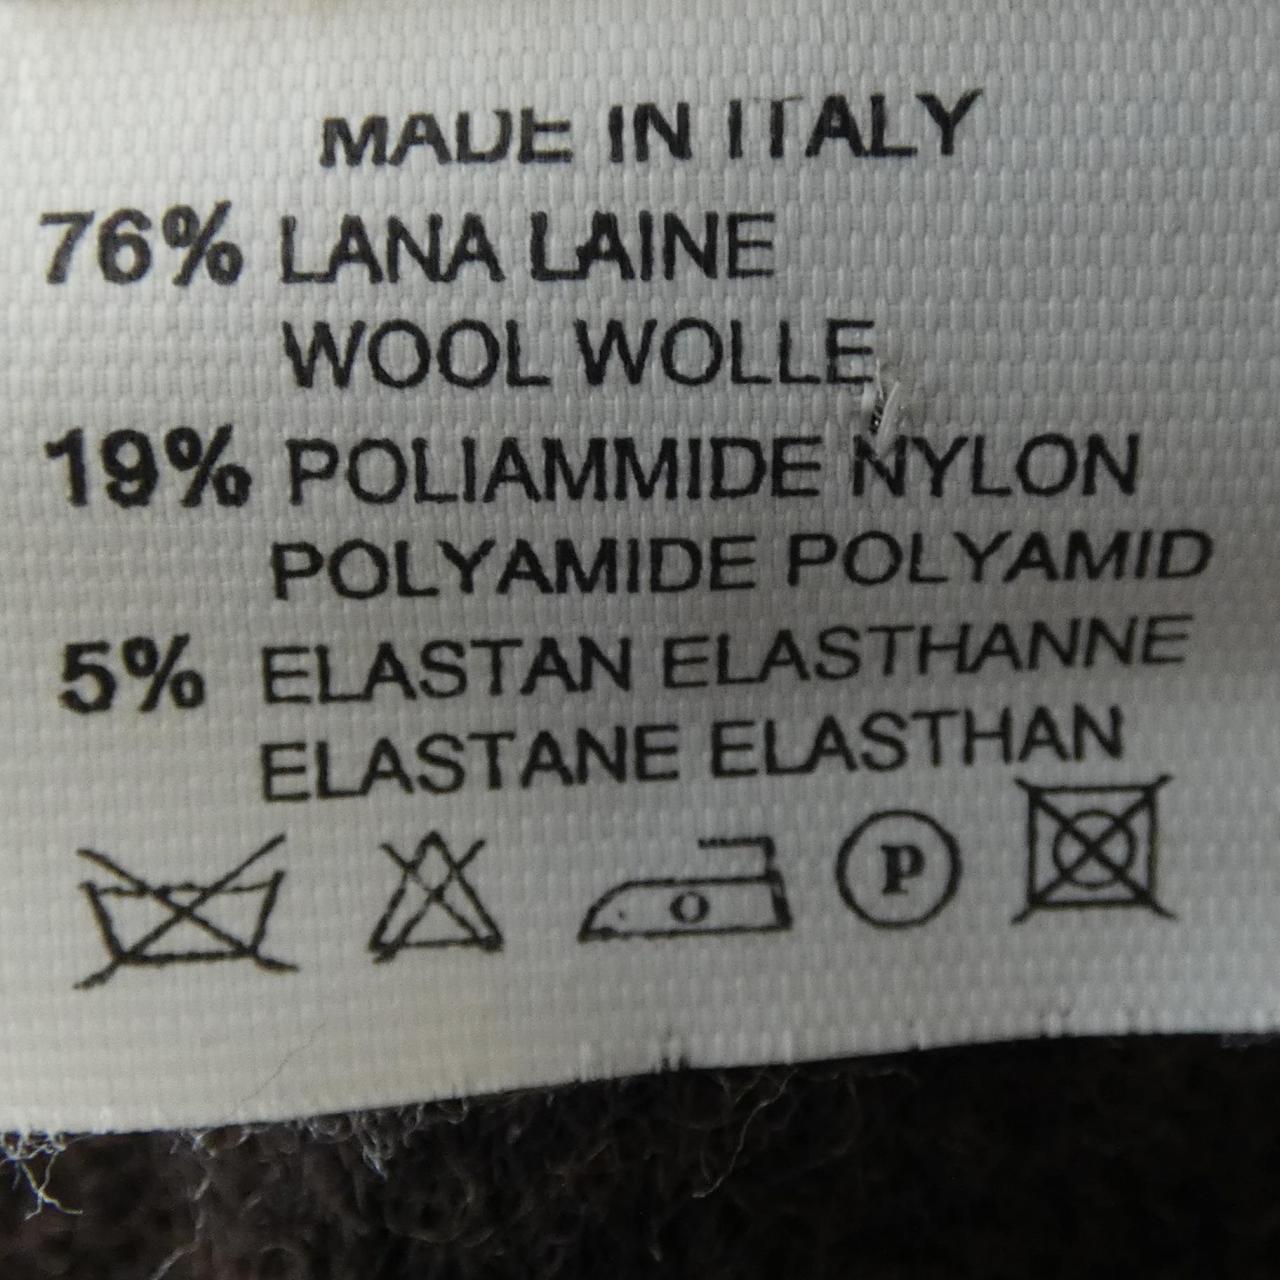 MADE IN ITALY
76% LANA LAINE
WOOL WOLLE
19% POLIAMMIDE NYLON
POLYAMIDE POLYAMID
5% ELASTAN ELASTHANNE
ELASTANE ELASTHAN
P